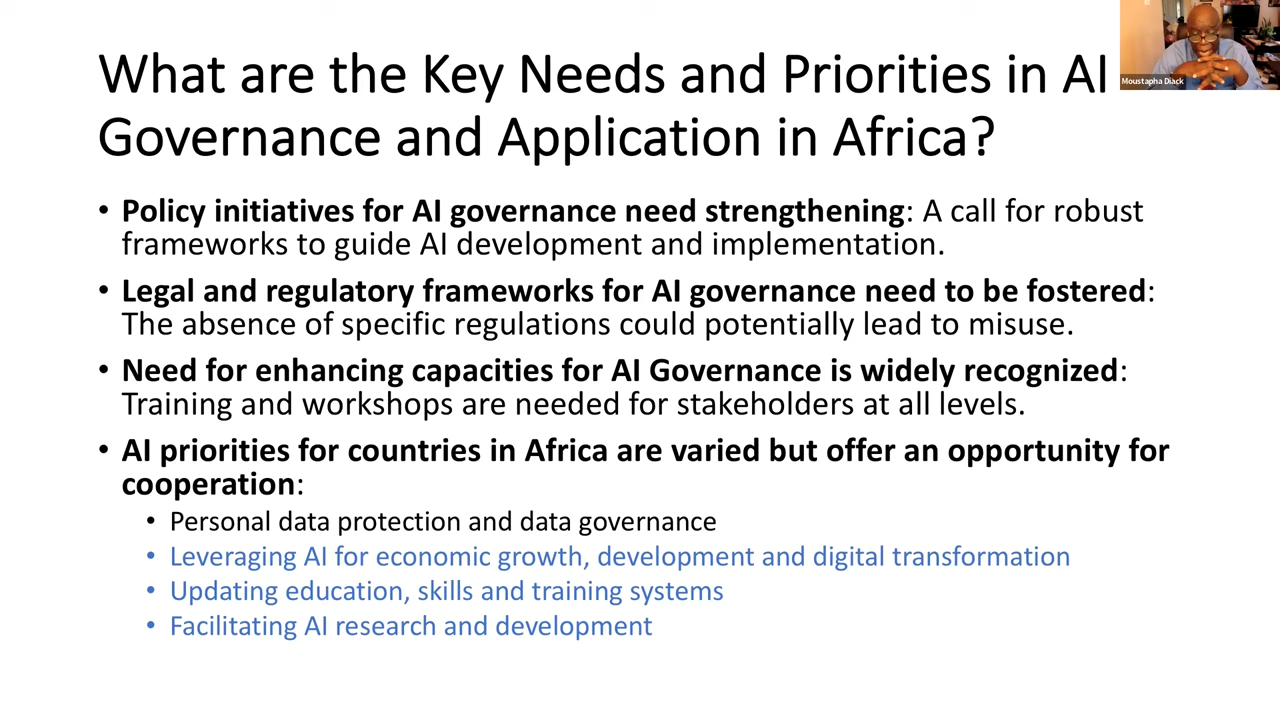 What are the Key Needs and Priorities in AI
Governance and Application in Africa?
Moustapha Diack
• Policy initiatives for AI governance need strengthening: A call for robust
frameworks to guide AI development and implementation.
• Legal and regulatory frameworks for AI governance need to be fostered:
The absence of specific regulations could potentially lead to misuse.
• Need for enhancing capacities for AI Governance is widely recognized:
Training and workshops are needed for stakeholders at all levels.
• AI priorities for countries in Africa are varied but offer an opportunity for
cooperation:
• Personal data protection and data governance
• Leveraging AI for economic growth, development and digital transformation
• Updating education, skills and training systems
• Facilitating AI research and development